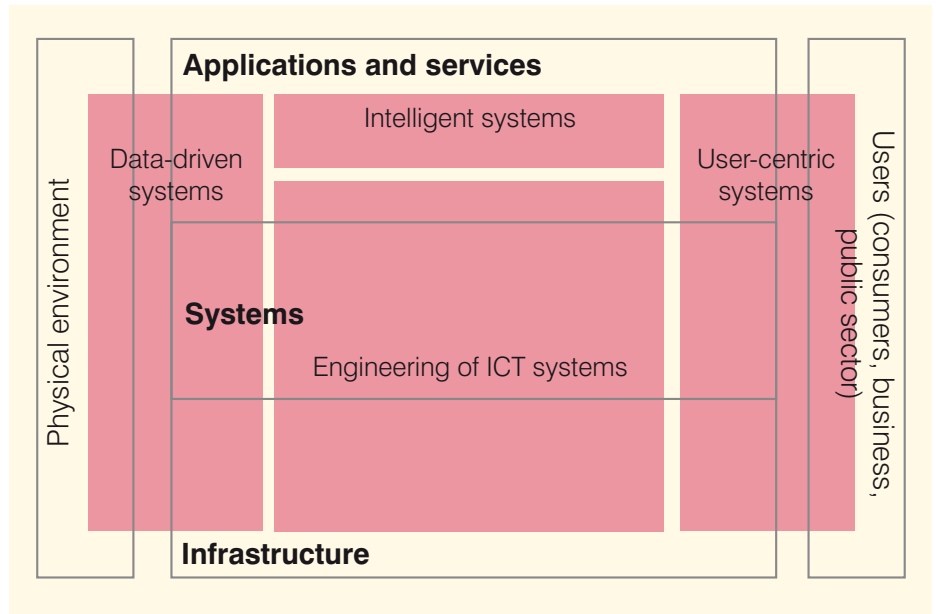 Applications and services
Intelligent systems
Data-driven
systems
User-centric
systems
Physical environment
Users (consumers, business,
public sector)
Systems
Engineering of ICT systems
Infrastructure